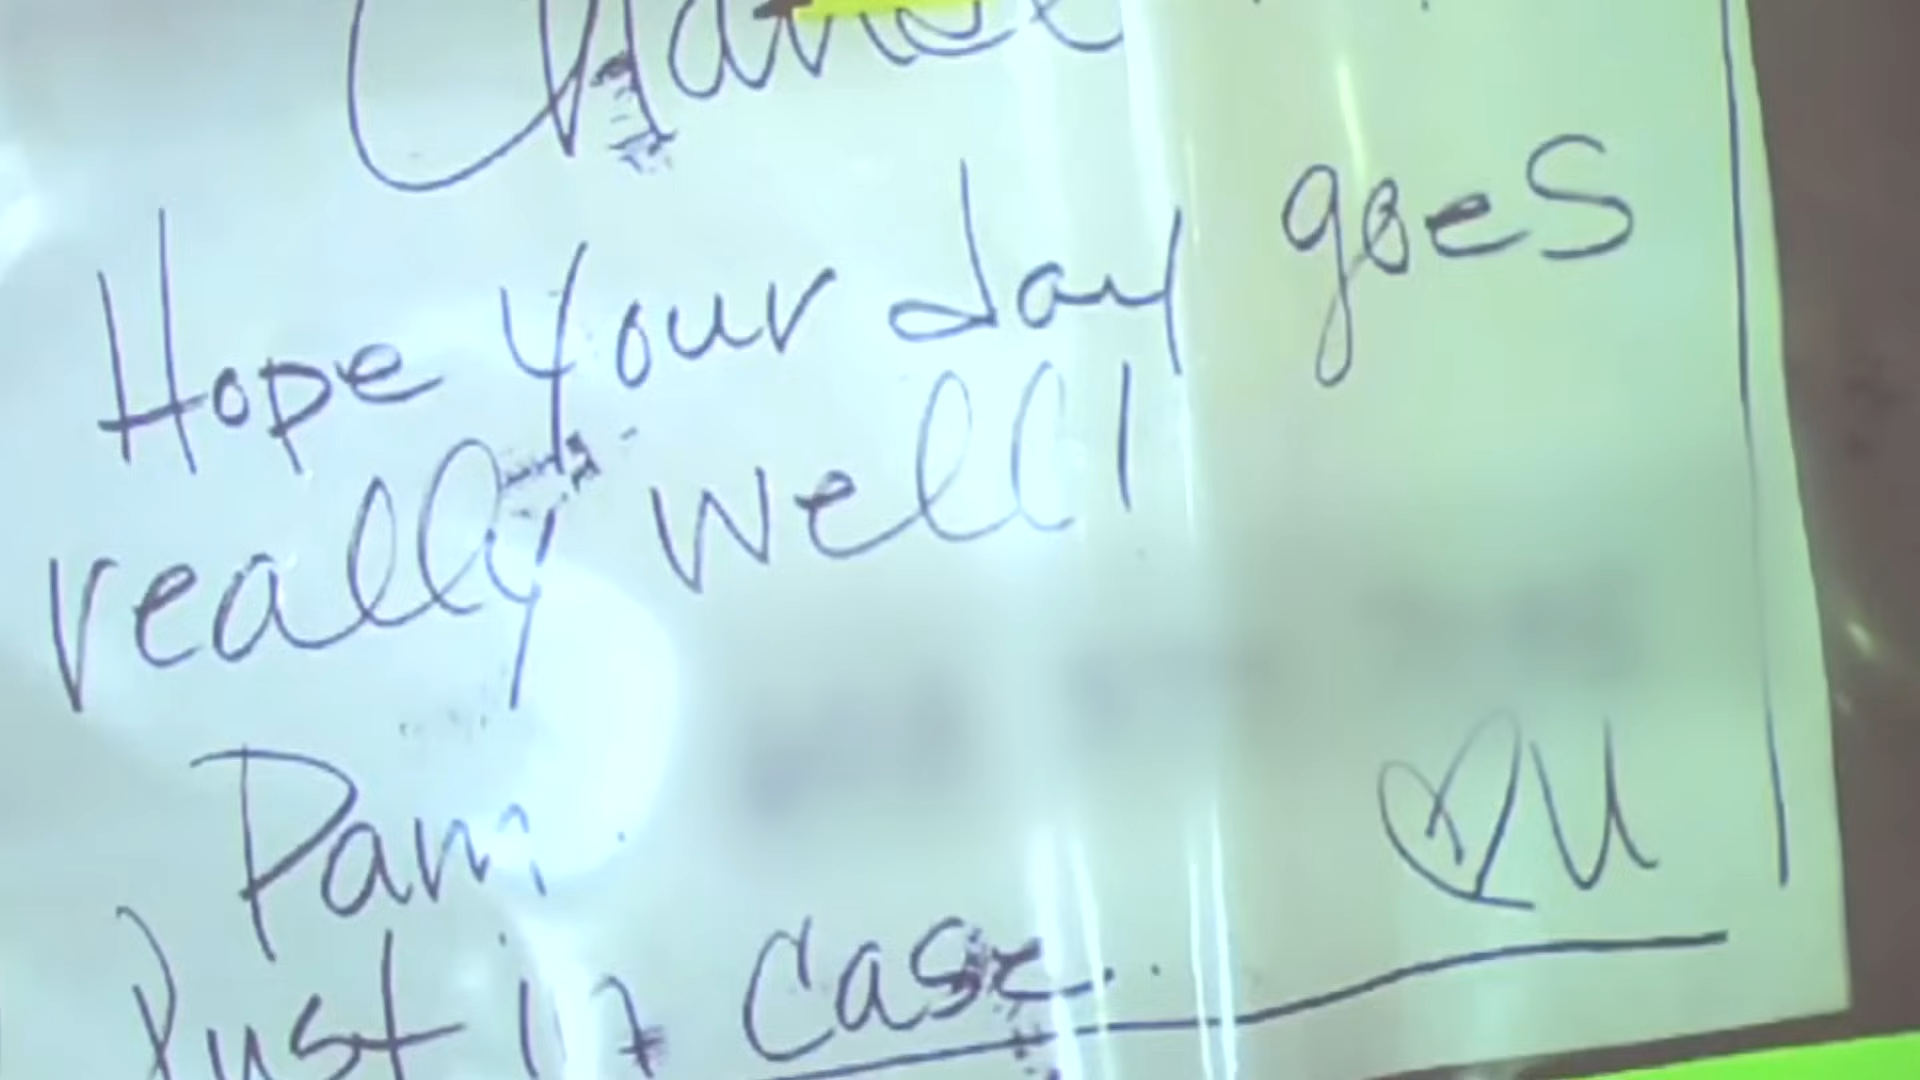 Hope your day goes
really well!
Pam
♡ U
Just in case..